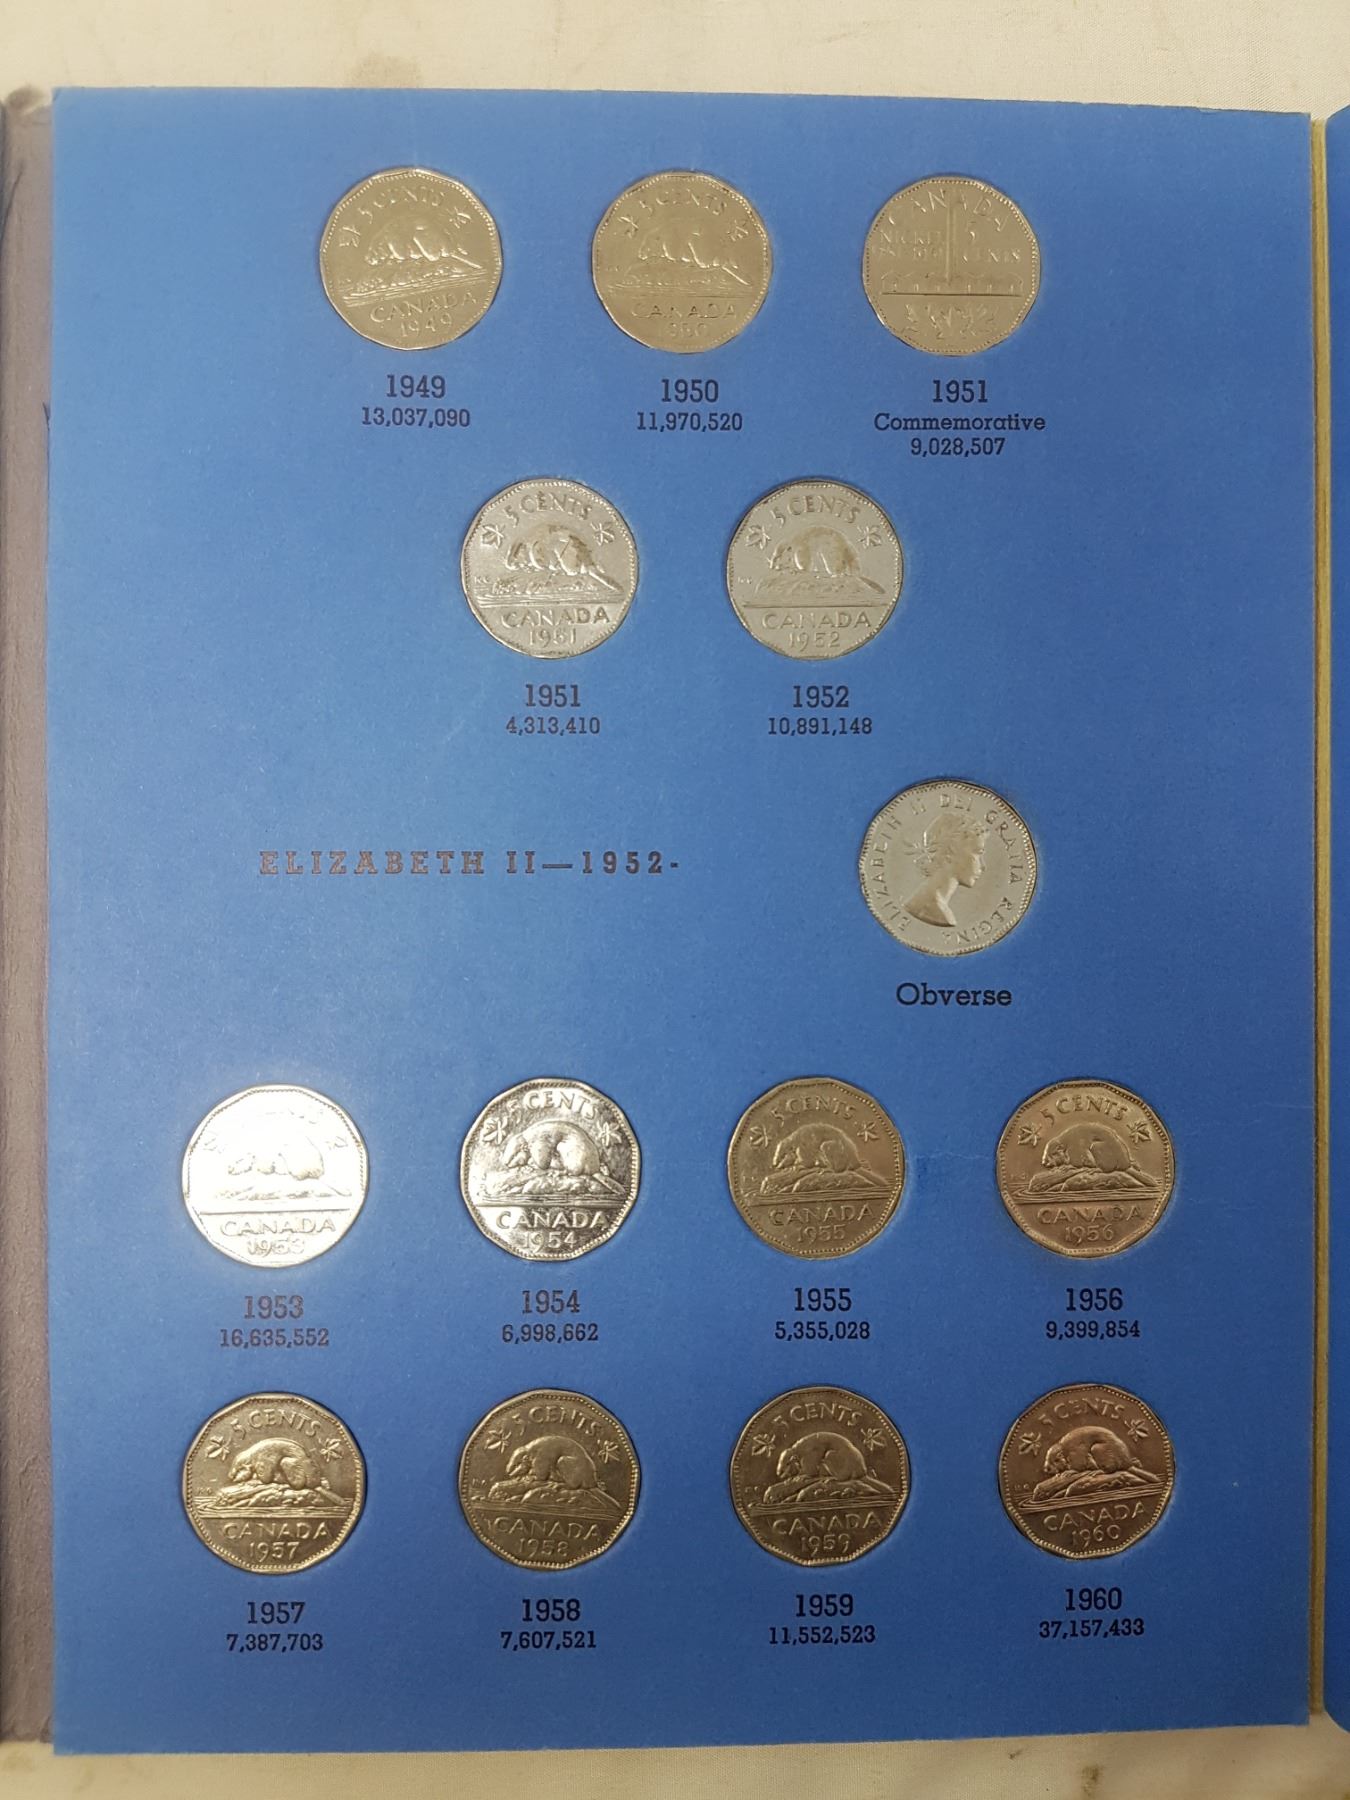 5 CENTS
CANADA
1949
1949
13,037,090
5 CENTS
CANADA
1950
1950
11,970,520
CANADA
NICKEL 5
CENTS
1951
Commemorative
9,028,507
5 CENTS
CANADA
1951
1951
4,313,410
5 CENTS
CANADA
1952
1952
10,891,148
ELIZABETH II—1952-
ELIZABETH II DEI GRATIA REGINA
Obverse
CENTS
CANADA
1953
1953
16,635,552
5 CENTS
CANADA
1954
1954
6,998,662
5 CENTS
CANADA
1955
1955
5,355,028
5 CENTS
CANADA
1956
1956
9,399,854
5 CENTS
CANADA
1957
1957
7,387,703
5 CENTS
CANADA
1958
1958
7,607,521
5 CENTS
CANADA
1959
1959
11,552,523
5 CENTS
CANADA
1960
1960
37,157,433